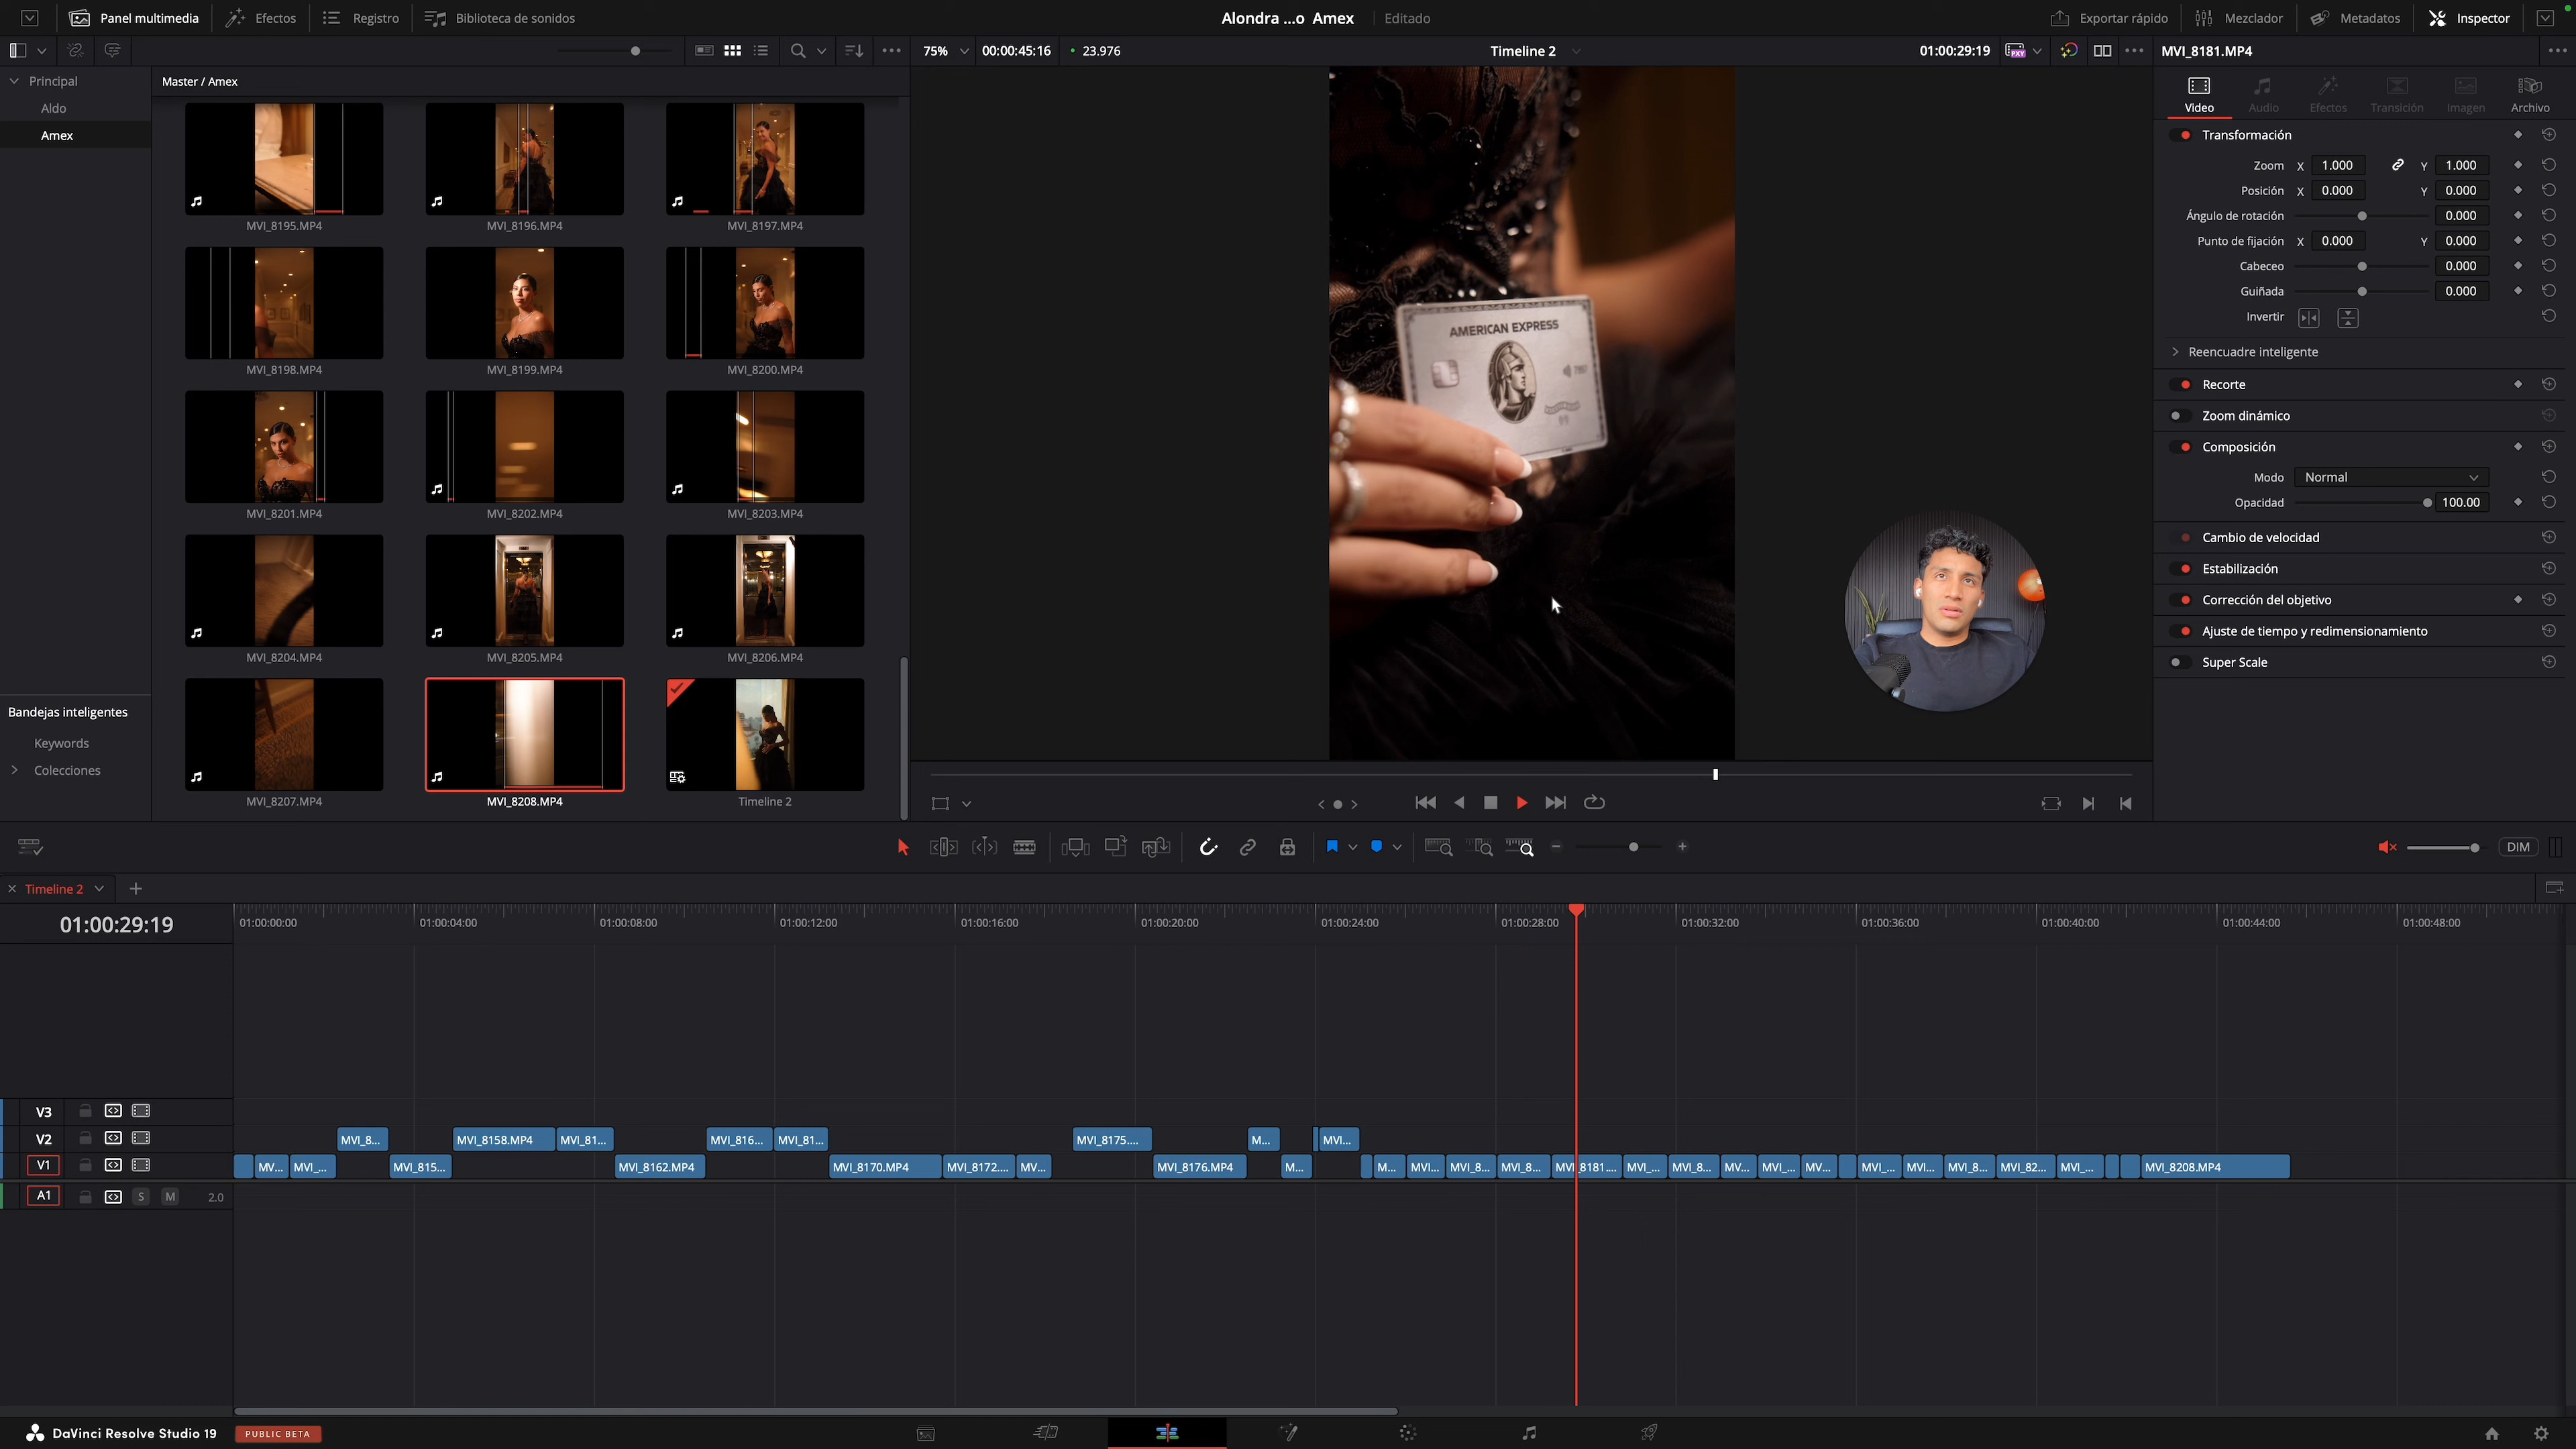 Panel multimedia
Efectos
Registro
Biblioteca de sonidos
Alondra ...o Amex
Editado
Exportar rápido
Mezclador
Metadatos
Inspector
75%
00:00:45:16
23.976
Timeline 2
01:00:29:19
PXY
MVI_8181.MP4
Principal
Aldo
Amex
Master / Amex
MVI_8195.MP4
MVI_8196.MP4
MVI_8197.MP4
MVI_8198.MP4
MVI_8199.MP4
MVI_8200.MP4
MVI_8201.MP4
MVI_8202.MP4
MVI_8203.MP4
MVI_8204.MP4
MVI_8205.MP4
MVI_8206.MP4
MVI_8207.MP4
MVI_8208.MP4
Timeline 2
Bandejas inteligentes
Keywords
Colecciones
AMERICAN EXPRESS
Video
Audio
Efectos
Transición
Imagen
Archivo
Transformación
Zoom X 1.000 Y 1.000
Posición X 0.000 Y 0.000
Ángulo de rotación 0.000
Punto de fijación X 0.000 Y 0.000
Cabeceo 0.000
Guiñada 0.000
Invertir
Reencuadre inteligente
Recorte
Zoom dinámico
Composición
Modo Normal
Opacidad 100.00
Cambio de velocidad
Estabilización
Corrección del objetivo
Ajuste de tiempo y redimensionamiento
Super Scale
DIM
Timeline 2
01:00:29:19
01:00:00:00
01:00:04:00
01:00:08:00
01:00:12:00
01:00:16:00
01:00:20:00
01:00:24:00
01:00:28:00
01:00:32:00
01:00:36:00
01:00:40:00
01:00:44:00
01:00:48:00
V3
V2
MVI_8...
MVI_8158.MP4
MVI_81...
MVI_816...
MVI_81...
MVI_8175....
M...
MVI...
V1
MV...
MVI_...
MVI_815...
MVI_8162.MP4
MVI_8170.MP4
MVI_8172....
MV...
MVI_8176.MP4
M...
M...
MVI...
MVI_8...
MVI_8...
MVI_8181....
MVI_...
MVI_8...
MV...
MVI_...
MV...
MVI_...
MVI...
MVI_8...
MVI_82...
MVI_...
MVI_8208.MP4
A1
S
M
2.0
DaVinci Resolve Studio 19
PUBLIC BETA